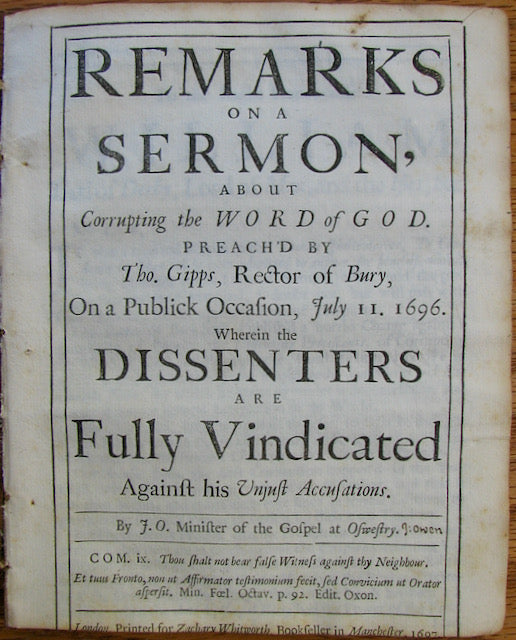 REMARKS
ON A
SERMON,
ABOUT
Corrupting the WORD of GOD.
PREACH'D BY
Tho. Gipps, Rector of Bury,
On a Publick Occaſion, July 11. 1696.
Wherein the
DISSENTERS
ARE
Fully Vindicated
Againſt his Unjuſt Accuſations.
By J. O. Miniſter of the Goſpel at Oſweſtry. J: Owen
COM. ix. Thou ſhalt not bear falſe Witneſs againſt thy Neighbour.
Et tuus Fronto, non ut Affirmator teſtimonium fecit, ſed Convicium ut Orator
aſperſit. Min. Fœl. Octav. p. 92. Edit. Oxon.
London, Printed for Zachary Whitworth, Bookſeller in Mancheſter,